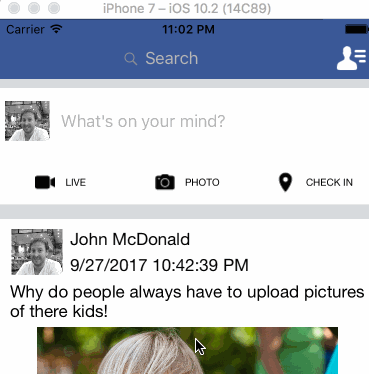 iPhone 7 – iOS 10.2 (14C89)
Carrier 11:02 PM
Search
What's on your mind?
LIVE PHOTO CHECK IN
John McDonald
9/27/2017 10:42:39 PM
Why do people always have to upload pictures
of there kids!